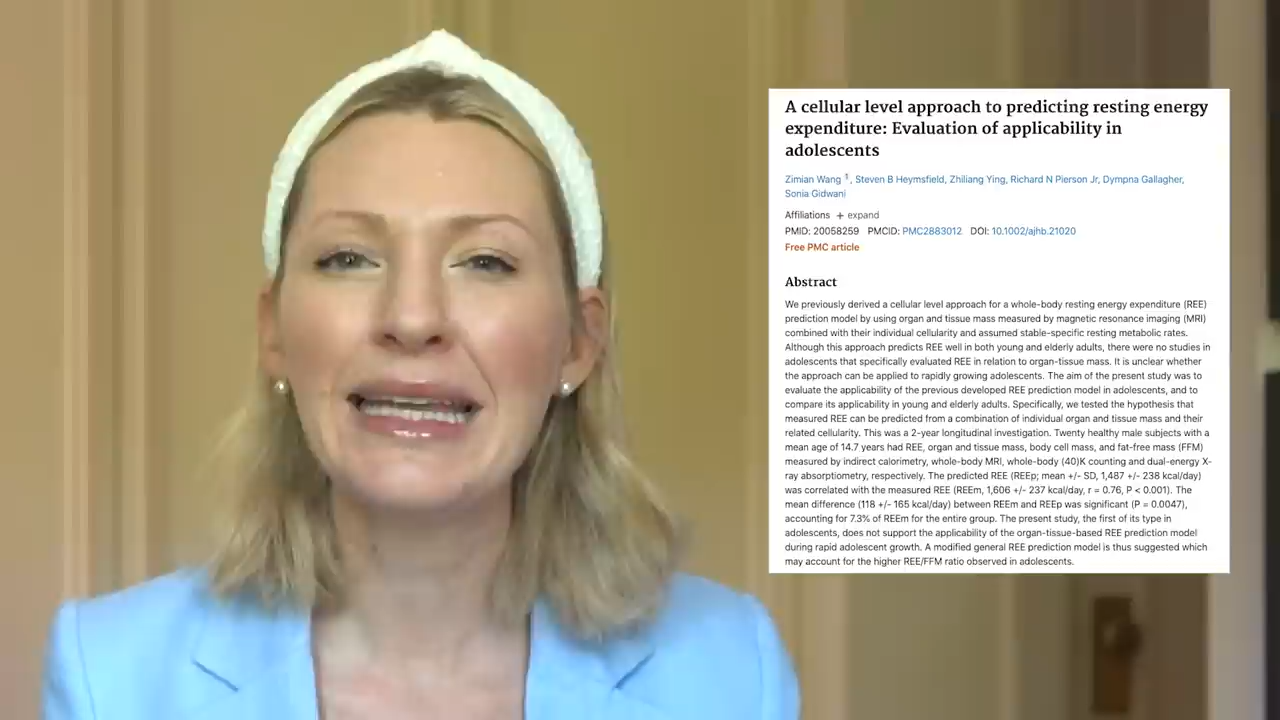 A cellular level approach to predicting resting energy
expenditure: Evaluation of applicability in
adolescents
Zimian Wang 1, Steven B Heymsfield, Zhiliang Ying, Richard N Pierson Jr, Dympna Gallagher,
Sonia Gidwani
Affiliations + expand
PMID: 20058259 PMCID: PMC2883012 DOI: 10.1002/ajhb.21020
Free PMC article
Abstract
We previously derived a cellular level approach for a whole-body resting energy expenditure (REE)
prediction model by using organ and tissue mass measured by magnetic resonance imaging (MRI)
combined with their individual cellularity and assumed stable-specific resting metabolic rates.
Although this approach predicts REE well in both young and elderly adults, there were no studies in
adolescents that specifically evaluated REE in relation to organ-tissue mass. It is unclear whether
the approach can be applied to rapidly growing adolescents. The aim of the present study was to
evaluate the applicability of the previous developed REE prediction model in adolescents, and to
compare its applicability in young and elderly adults. Specifically, we tested the hypothesis that
measured REE can be predicted from a combination of individual organ and tissue mass and their
related cellularity. This was a 2-year longitudinal investigation. Twenty healthy male subjects with a
mean age of 14.7 years had REE, organ and tissue mass, body cell mass, and fat-free mass (FFM)
measured by indirect calorimetry, whole-body MRI, whole-body (40)K counting and dual-energy X-
ray absorptiometry, respectively. The predicted REE (REEp; mean +/- SD, 1,487 +/- 238 kcal/day)
was correlated with the measured REE (REEm, 1,606 +/- 237 kcal/day, r = 0.76, P < 0.001). The
mean difference (118 +/- 165 kcal/day) between REEm and REEp was significant (P = 0.0047),
accounting for 7.3% of REEm for the entire group. The present study, the first of its type in
adolescents, does not support the applicability of the organ-tissue-based REE prediction model
during rapid adolescent growth. A modified general REE prediction model is thus suggested which
may account for the higher REE/FFM ratio observed in adolescents.